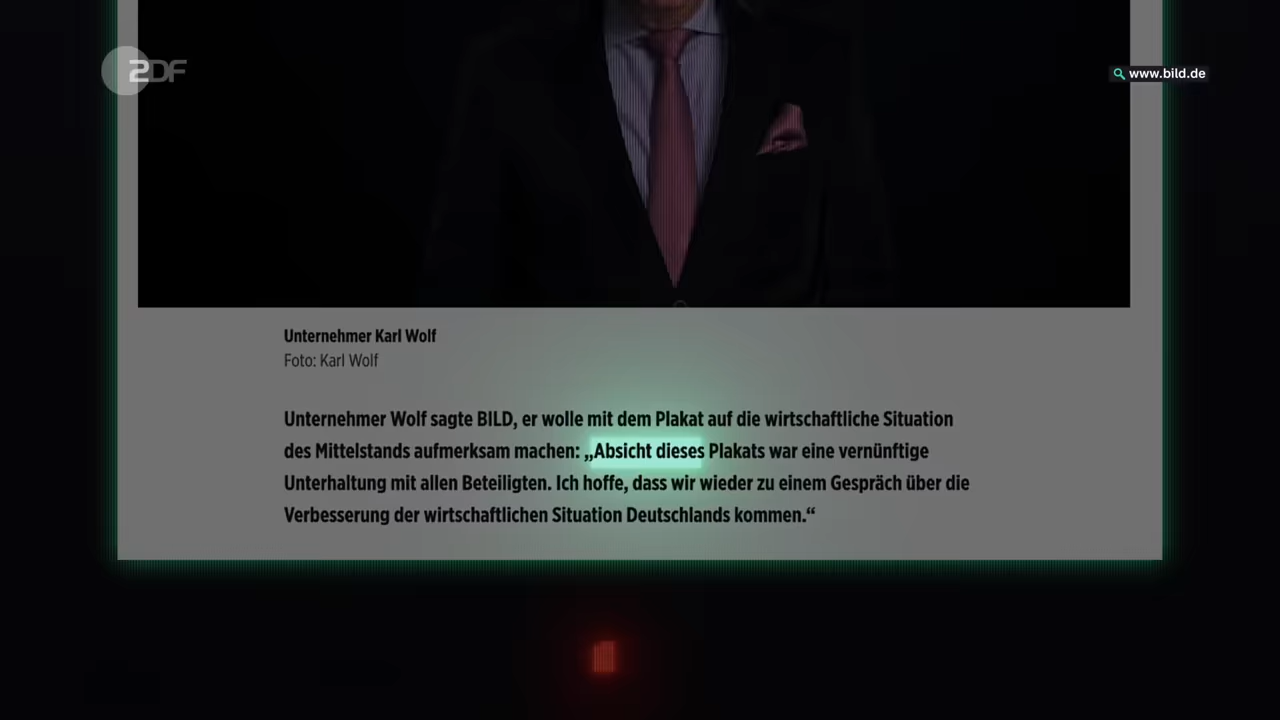 ZDF
www.bild.de
Unternehmer Karl Wolf
Foto: Karl Wolf
Unternehmer Wolf sagte BILD, er wolle mit dem Plakat auf die wirtschaftliche Situation
des Mittelstands aufmerksam machen: „Absicht dieses Plakats war eine vernünftige
Unterhaltung mit allen Beteiligten. Ich hoffe, dass wir wieder zu einem Gespräch über die
Verbesserung der wirtschaftlichen Situation Deutschlands kommen.“